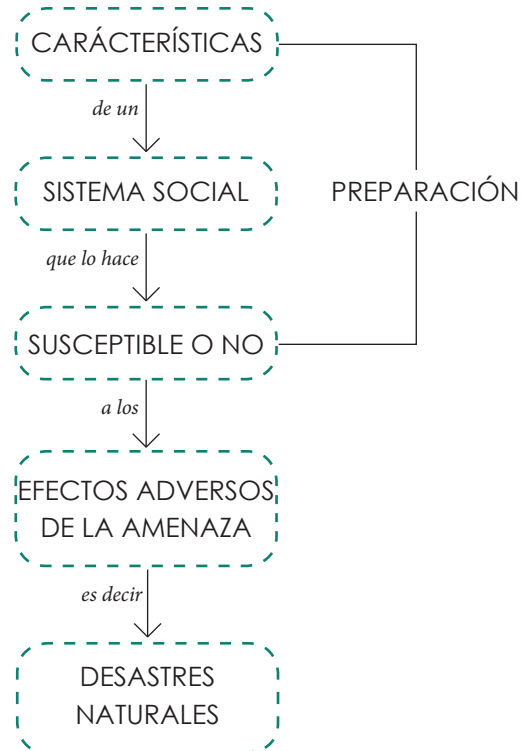 CARÁCTERÍSTICAS
de un
SISTEMA SOCIAL
PREPARACIÓN
que lo hace
SUSCEPTIBLE O NO
a los
EFECTOS ADVERSOS
DE LA AMENAZA
es decir
DESASTRES
NATURALES